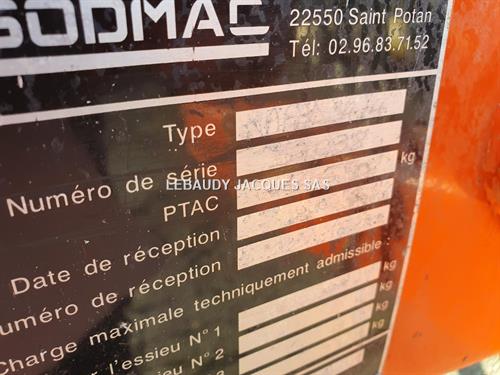 SODMAC
22550 Saint Potan
Tél: 02.96.83.71.52
Type
Numéro de série
kg
PTAC
LEBAUDY JACQUES SAS
Date de réception
Numéro de réception
Charge maximale techniquement admissible :
l'essieu N° 1 kg
l'essieu N° 2 kg
kg